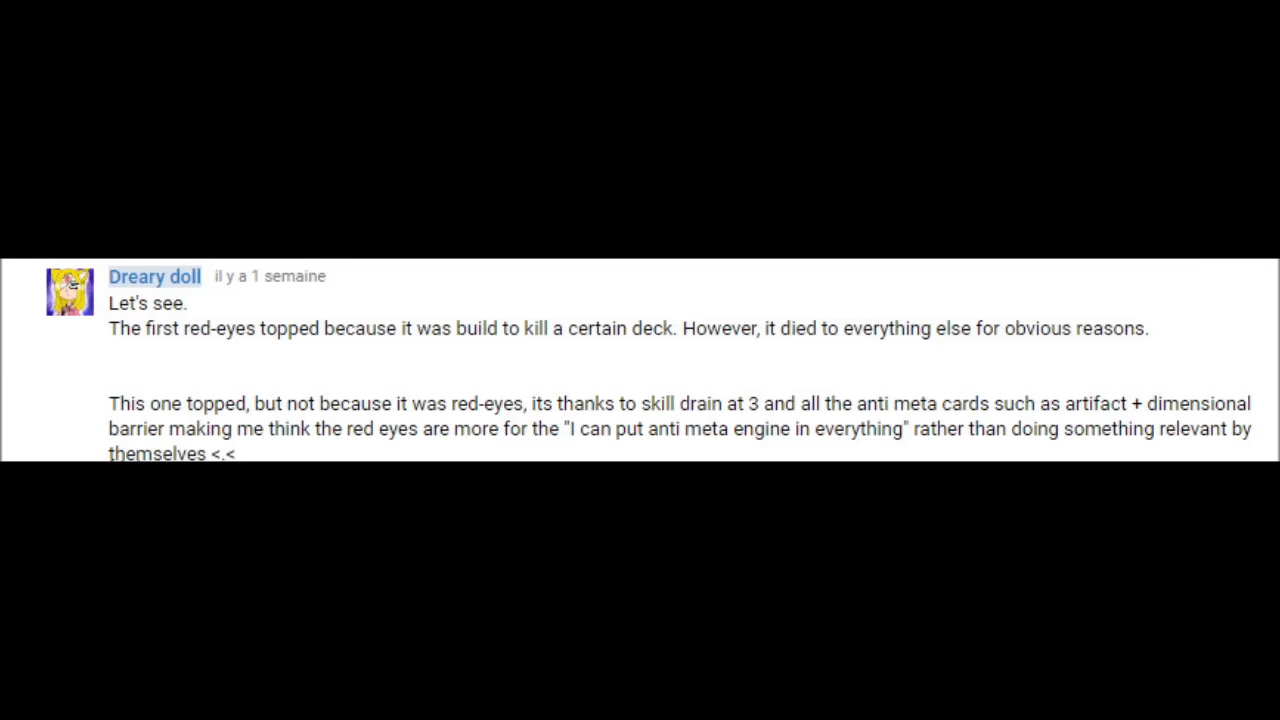 Dreary doll il y a 1 semaine
Let's see.
The first red-eyes topped because it was build to kill a certain deck. However, it died to everything else for obvious reasons.
This one topped, but not because it was red-eyes, its thanks to skill drain at 3 and all the anti meta cards such as artifact + dimensional
barrier making me think the red eyes are more for the "I can put anti meta engine in everything" rather than doing something relevant by
themselves <.<